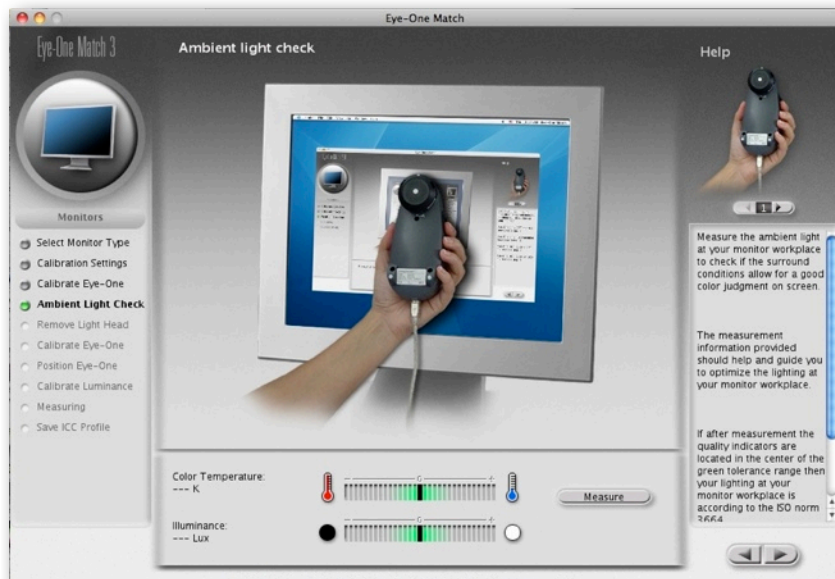 Eye-One Match
Eye-One Match 3
Ambient light check
Help
Monitors
Select Monitor Type
Calibration Settings
Calibrate Eye-One
Ambient Light Check
Remove Light Head
Calibrate Eye-One
Position Eye-One
Calibrate Luminance
Measuring
Save ICC Profile
1
Measure the ambient light
at your monitor workplace
to check if the surround
conditions allow for a good
color judgment on screen.
The measurement
information provided
should help and guide you
to optimize the lighting at
your monitor workplace.
If after measurement the
quality indicators are
located in the center of the
green tolerance range then
your lighting at your
monitor workplace is
according to the ISO norm
3664
Color Temperature:
--- K
- 0 +
Measure
Illuminance:
--- Lux
- 0 +